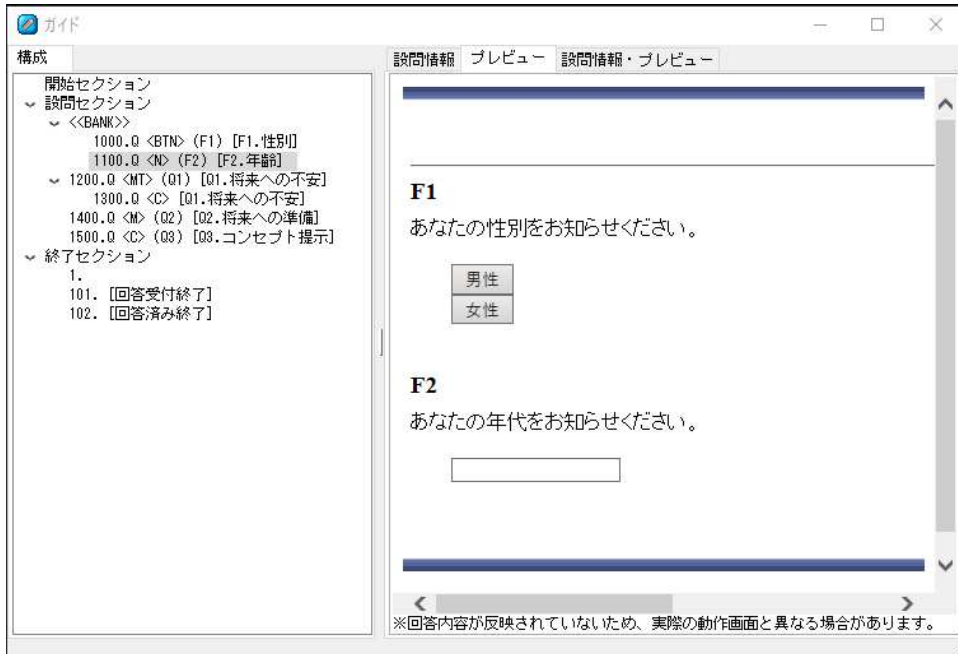 ガイド
構成
開始セクション
設問セクション
<<BANK>>
1000.Q <BTN> (F1) [F1.性別]
1100.Q <N> (F2) [F2.年齢]
1200.Q <MT> (Q1) [Q1.将来への不安]
1300.Q <C> [Q1.将来への不安]
1400.Q <M> (Q2) [Q2.将来への準備]
1500.Q <C> (Q3) [Q3.コンセプト提示]
終了セクション
1.
101. [回答受付終了]
102. [回答済み終了]
設問情報 プレビュー 設問情報・プレビュー
F1
あなたの性別をお知らせください。
男性
女性
F2
あなたの年代をお知らせください。
※回答内容が反映されていないため、実際の動作画面と異なる場合があります。